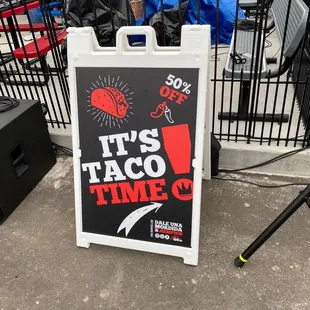 50%
OFF
IT'S
TACO
TIME!
DALE UNA
MORDIDA